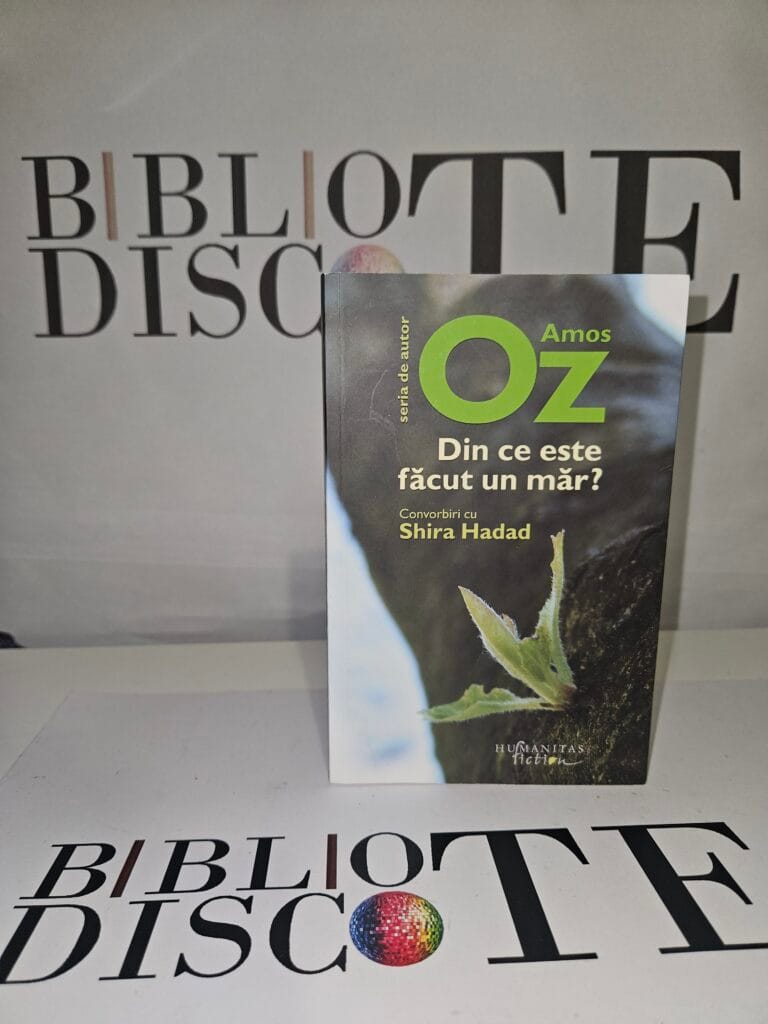 BIBLIOTE
DISCOTE
seria de autor
Amos
Oz
Din ce este
făcut un măr?
Convorbiri cu
Shira Hadad
HUMANITAS
fiction
BIBLIOTE
DISCOTE